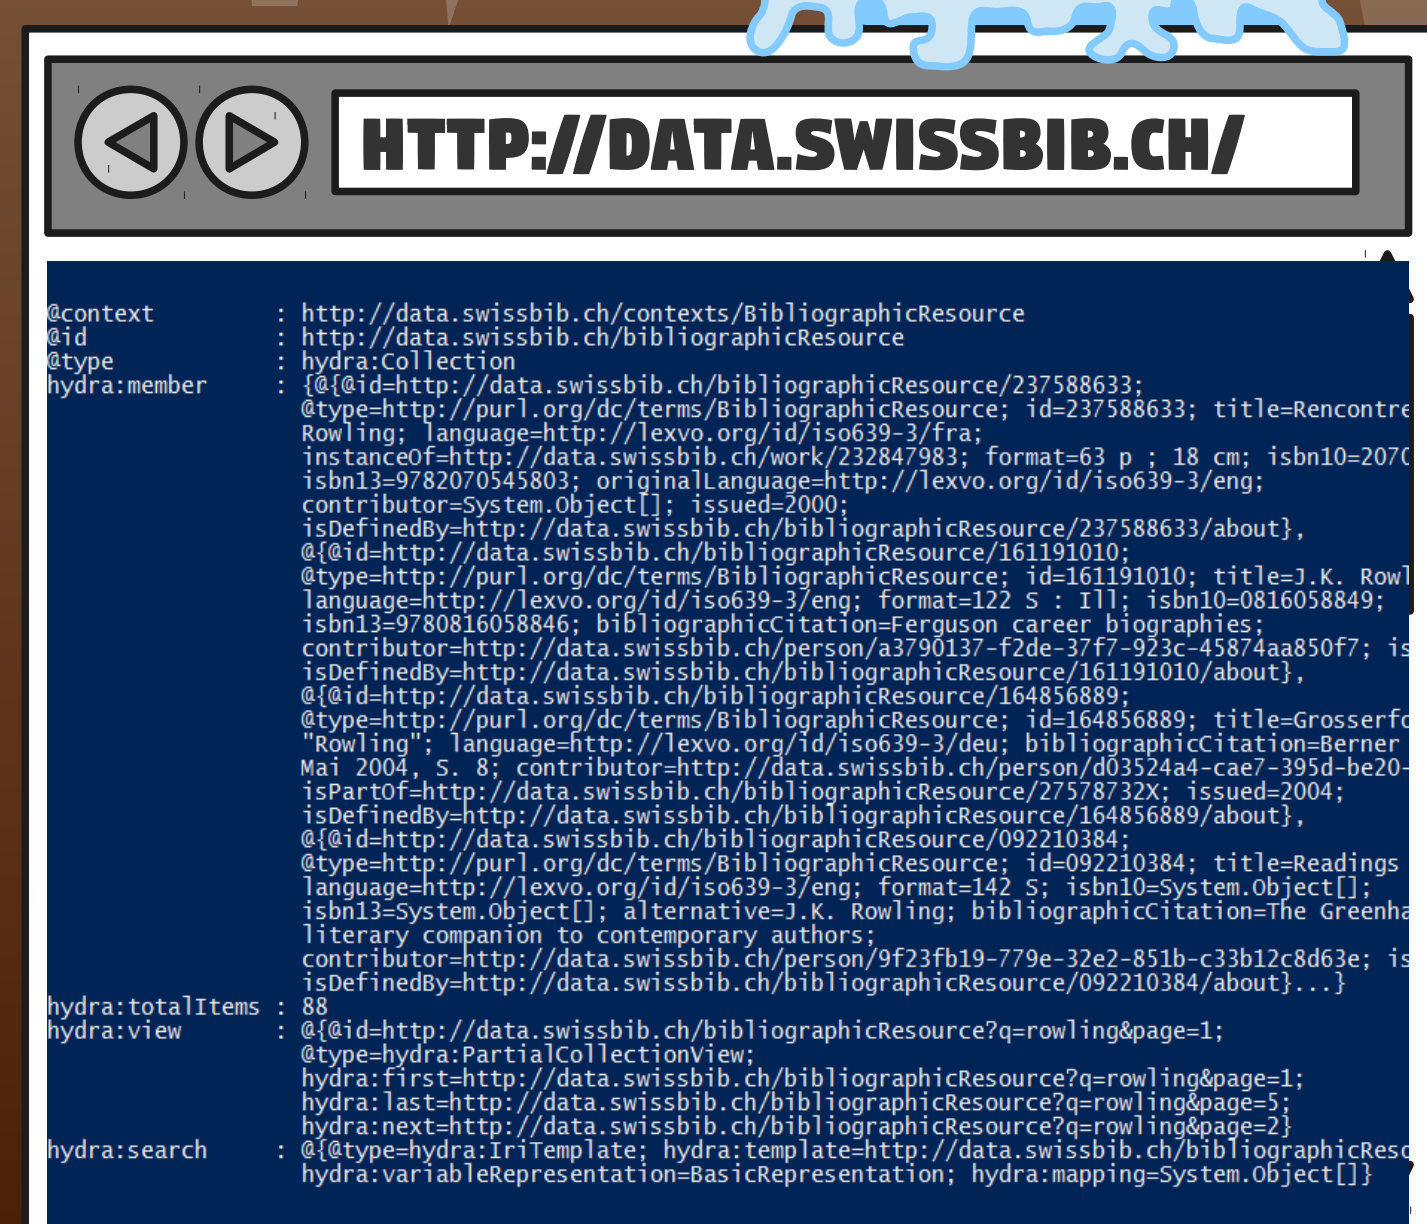 HTTP://DATA.SWISSBIB.CH/
@context : http://data.swissbib.ch/contexts/BibliographicResource
@id : http://data.swissbib.ch/bibliographicResource
@type : hydra:Collection
hydra:member : {@{@id=http://data.swissbib.ch/bibliographicResource/237588633;
@type=http://purl.org/dc/terms/BibliographicResource; id=237588633; title=Rencontre
Rowling; language=http://lexvo.org/id/iso639-3/fra;
instanceOf=http://data.swissbib.ch/work/232847983; format=63 p ; 18 cm; isbn10=2070
isbn13=9782070545803; originalLanguage=http://lexvo.org/id/iso639-3/eng;
contributor=System.Object[]; issued=2000;
isDefinedBy=http://data.swissbib.ch/bibliographicResource/237588633/about},
@{@id=http://data.swissbib.ch/bibliographicResource/161191010;
@type=http://purl.org/dc/terms/BibliographicResource; id=161191010; title=J.K. Rowl
language=http://lexvo.org/id/iso639-3/eng; format=122 S : Ill; isbn10=0816058849;
isbn13=9780816058846; bibliographicCitation=Ferguson career biographies;
contributor=http://data.swissbib.ch/person/a3790137-f2de-37f7-923c-45874aa850f7; is
isDefinedBy=http://data.swissbib.ch/bibliographicResource/161191010/about},
@{@id=http://data.swissbib.ch/bibliographicResource/164856889;
@type=http://purl.org/dc/terms/BibliographicResource; id=164856889; title=Grosserfo
"Rowling"; language=http://lexvo.org/id/iso639-3/deu; bibliographicCitation=Berner
Mai 2004, S. 8; contributor=http://data.swissbib.ch/person/d03524a4-cae7-395d-be20-
isPartOf=http://data.swissbib.ch/bibliographicResource/27578732X; issued=2004;
isDefinedBy=http://data.swissbib.ch/bibliographicResource/164856889/about},
@{@id=http://data.swissbib.ch/bibliographicResource/092210384;
@type=http://purl.org/dc/terms/BibliographicResource; id=092210384; title=Readings
language=http://lexvo.org/id/iso639-3/eng; format=142 S; isbn10=System.Object[];
isbn13=System.Object[]; alternative=J.K. Rowling; bibliographicCitation=The Greenha
literary companion to contemporary authors;
contributor=http://data.swissbib.ch/person/9f23fb19-779e-32e2-851b-c33b12c8d63e; is
isDefinedBy=http://data.swissbib.ch/bibliographicResource/092210384/about}...}
hydra:totalItems : 88
hydra:view : @{@id=http://data.swissbib.ch/bibliographicResource?q=rowling&page=1;
@type=hydra:PartialCollectionView;
hydra:first=http://data.swissbib.ch/bibliographicResource?q=rowling&page=1;
hydra:last=http://data.swissbib.ch/bibliographicResource?q=rowling&page=5;
hydra:next=http://data.swissbib.ch/bibliographicResource?q=rowling&page=2}
hydra:search : @{@type=hydra:IriTemplate; hydra:template=http://data.swissbib.ch/bibliographicReso
hydra:variableRepresentation=BasicRepresentation; hydra:mapping=System.Object[]}